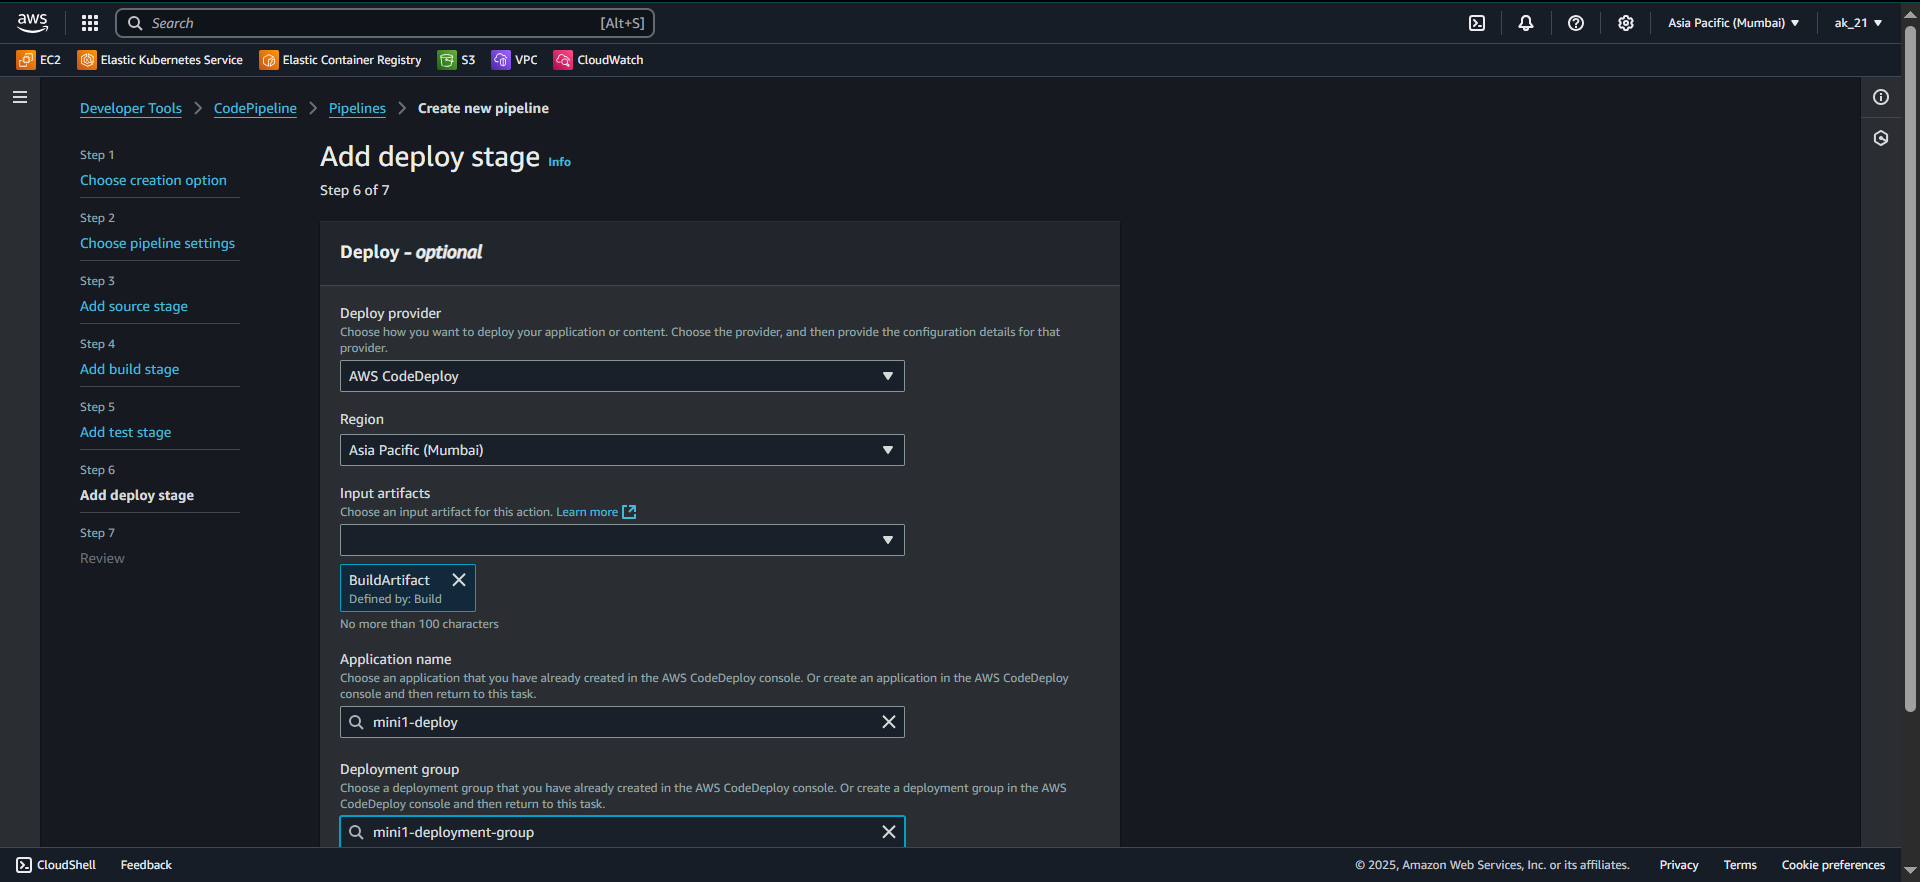 aws
Search [Alt+S]
Asia Pacific (Mumbai)
ak_21
EC2 Elastic Kubernetes Service Elastic Container Registry S3 VPC CloudWatch
Developer Tools CodePipeline Pipelines Create new pipeline
Step 1
Choose creation option
Step 2
Choose pipeline settings
Step 3
Add source stage
Step 4
Add build stage
Step 5
Add test stage
Step 6
Add deploy stage
Step 7
Review
Add deploy stage Info
Step 6 of 7
Deploy - optional
Deploy provider
Choose how you want to deploy your application or content. Choose the provider, and then provide the configuration details for that
provider.
AWS CodeDeploy
Region
Asia Pacific (Mumbai)
Input artifacts
Choose an input artifact for this action. Learn more
BuildArtifact
Defined by: Build
No more than 100 characters
Application name
Choose an application that you have already created in the AWS CodeDeploy console. Or create an application in the AWS CodeDeploy
console and then return to this task.
mini1-deploy
Deployment group
Choose a deployment group that you have already created in the AWS CodeDeploy console. Or create a deployment group in the AWS
CodeDeploy console and then return to this task.
mini1-deployment-group
CloudShell Feedback
© 2025, Amazon Web Services, Inc. or its affiliates. Privacy Terms Cookie preferences